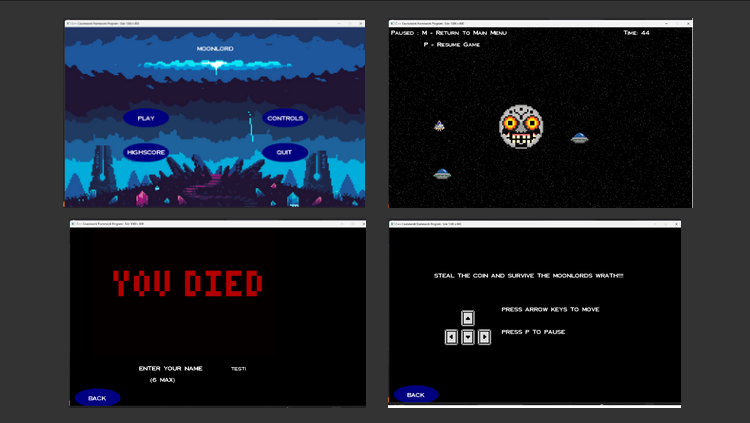 MOONLORD
PLAY
CONTROLS
HIGHSCORE
QUIT
Paused : M - Return to Main Menu
Time: 44
P - Resume Game
YOU DIED
ENTER YOUR NAME
TEST!
(6 MAX)
BACK
STEAL THE COIN AND SURVIVE THE MOONLORDS WRATH!!!!
PRESS ARROW KEYS TO MOVE
PRESS P TO PAUSE
BACK